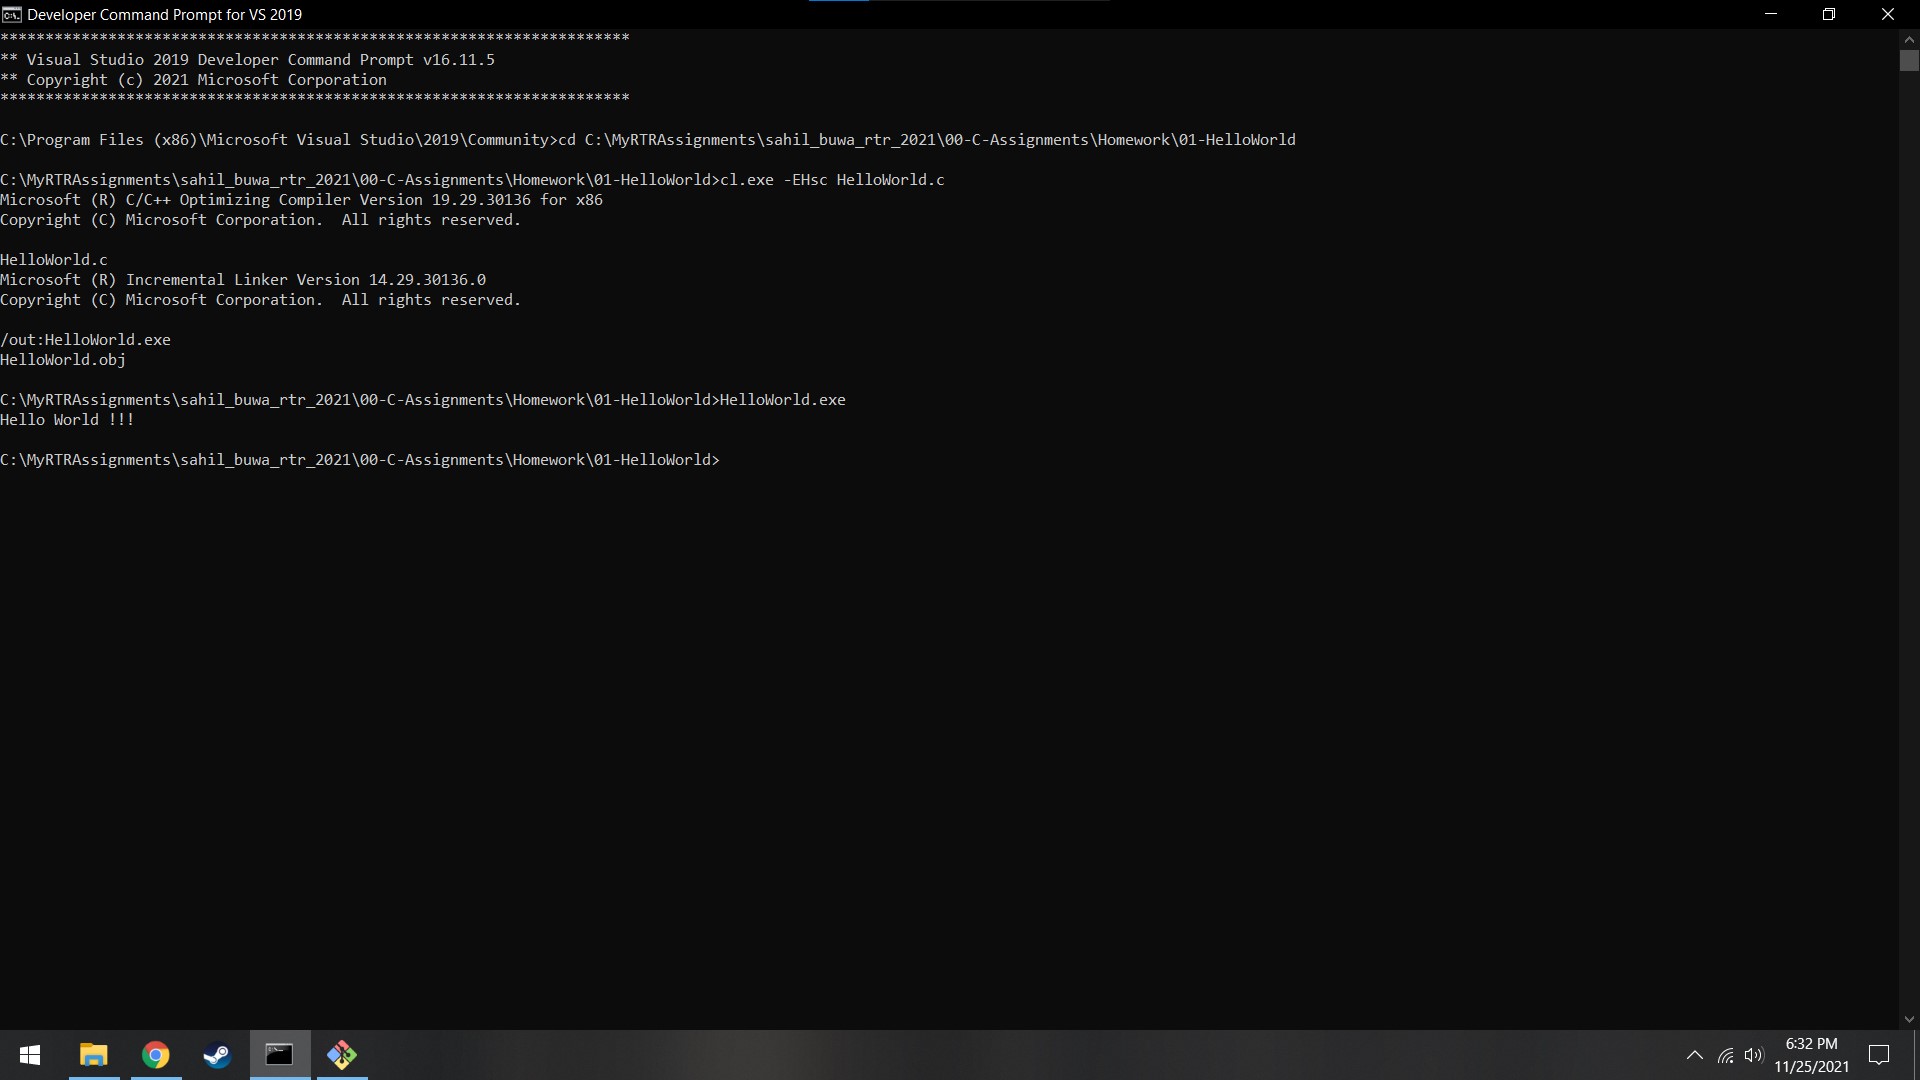 Developer Command Prompt for VS 2019
**********************************************************************
** Visual Studio 2019 Developer Command Prompt v16.11.5
** Copyright (c) 2021 Microsoft Corporation
**********************************************************************
C:\Program Files (x86)\Microsoft Visual Studio\2019\Community>cd C:\MyRTRAssignments\sahil_buwa_rtr_2021\00-C-Assignments\Homework\01-HelloWorld
C:\MyRTRAssignments\sahil_buwa_rtr_2021\00-C-Assignments\Homework\01-HelloWorld>cl.exe -EHsc HelloWorld.c
Microsoft (R) C/C++ Optimizing Compiler Version 19.29.30136 for x86
Copyright (C) Microsoft Corporation.  All rights reserved.
HelloWorld.c
Microsoft (R) Incremental Linker Version 14.29.30136.0
Copyright (C) Microsoft Corporation.  All rights reserved.
/out:HelloWorld.exe
HelloWorld.obj
C:\MyRTRAssignments\sahil_buwa_rtr_2021\00-C-Assignments\Homework\01-HelloWorld>HelloWorld.exe
Hello World !!!
C:\MyRTRAssignments\sahil_buwa_rtr_2021\00-C-Assignments\Homework\01-HelloWorld>
6:32 PM
11/25/2021